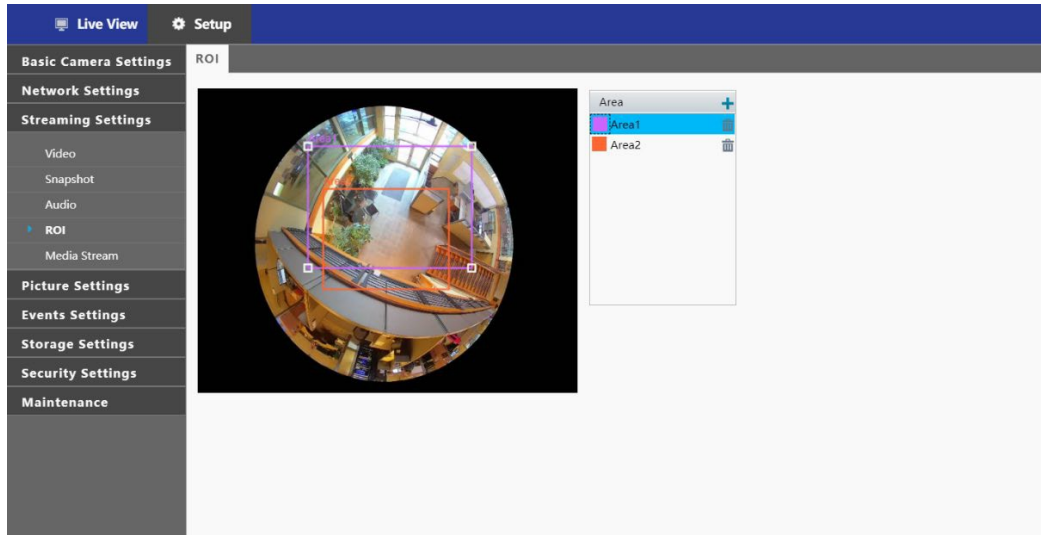 Live View
Setup
Basic Camera Settings
Network Settings
Streaming Settings
Video
Snapshot
Audio
ROI
Media Stream
Picture Settings
Events Settings
Storage Settings
Security Settings
Maintenance
ROI
Area
Area1
Area2